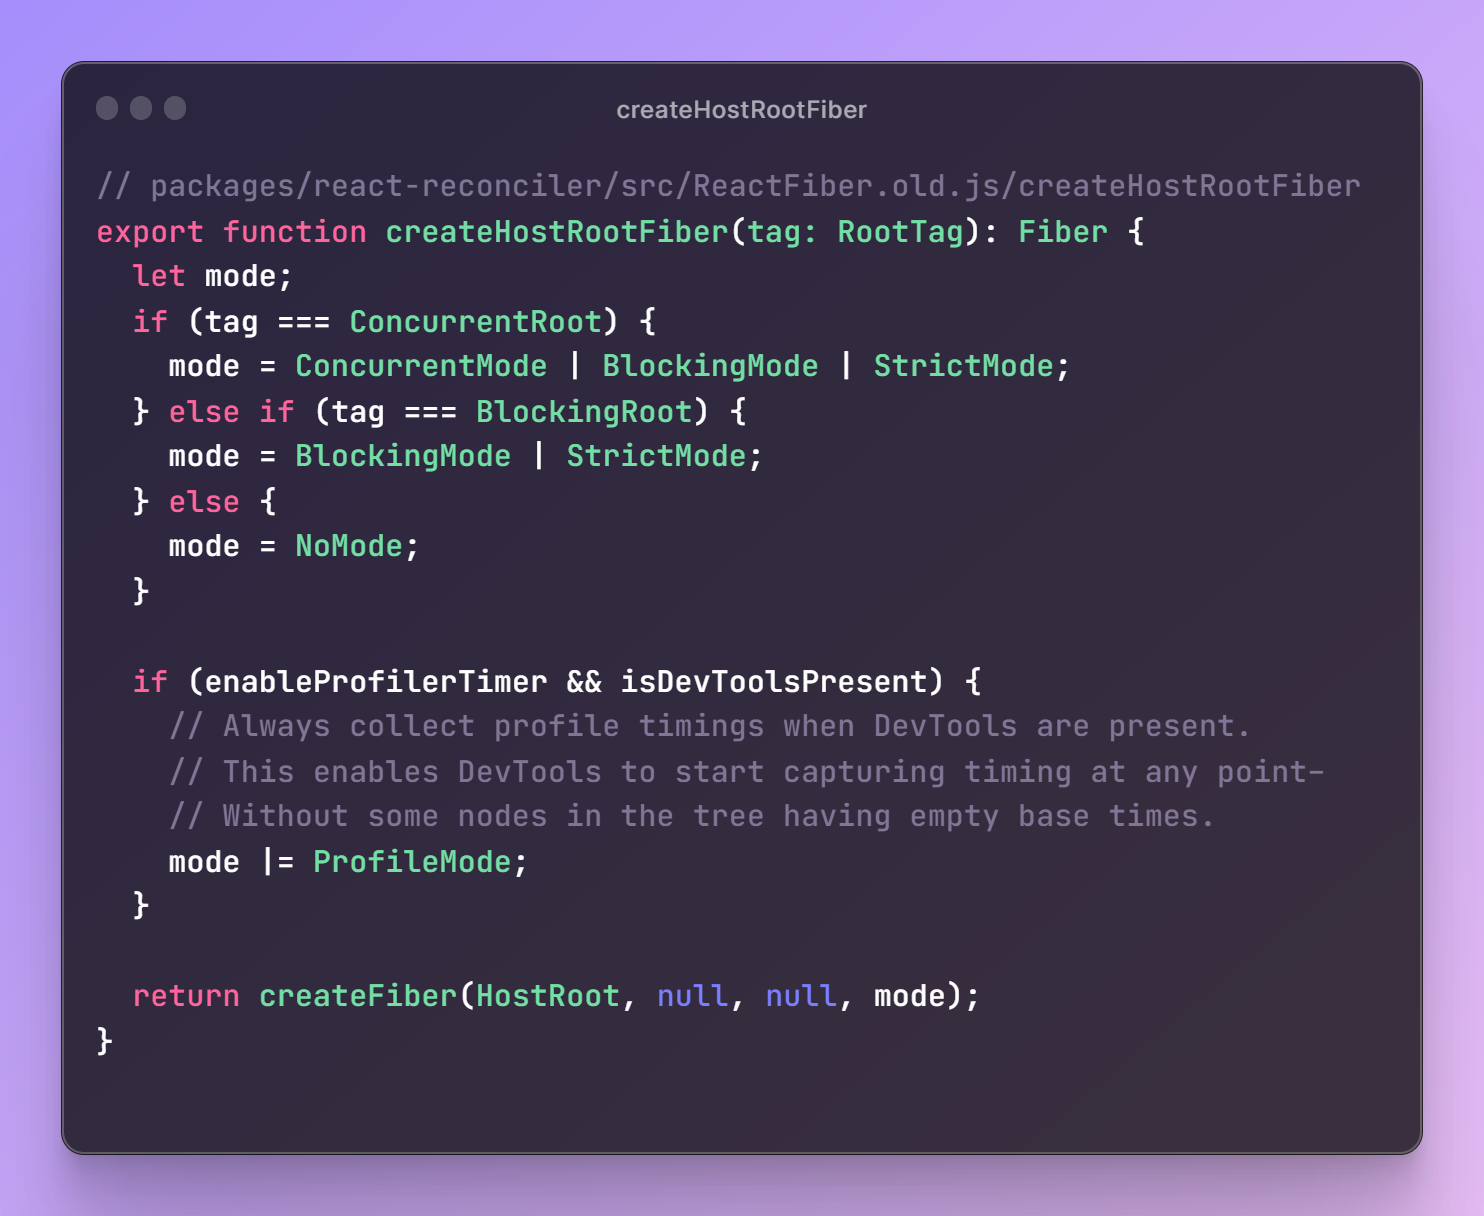 createHostRootFiber
// packages/react-reconciler/src/ReactFiber.old.js/createHostRootFiber
export function createHostRootFiber(tag: RootTag): Fiber {
  let mode;
  if (tag === ConcurrentRoot) {
    mode = ConcurrentMode | BlockingMode | StrictMode;
  } else if (tag === BlockingRoot) {
    mode = BlockingMode | StrictMode;
  } else {
    mode = NoMode;
  }

  if (enableProfilerTimer && isDevToolsPresent) {
    // Always collect profile timings when DevTools are present.
    // This enables DevTools to start capturing timing at any point–
    // Without some nodes in the tree having empty base times.
    mode |= ProfileMode;
  }

  return createFiber(HostRoot, null, null, mode);
}